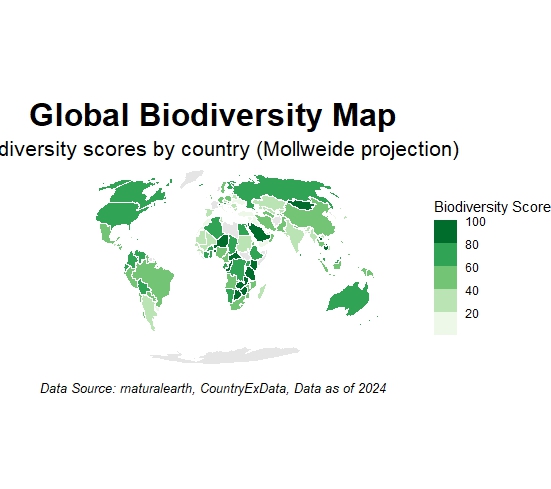 Global Biodiversity Map
diversity scores by country (Mollweide projection)
Biodiversity Score
100
80
60
40
20
Data Source: maturalearth, CountryExData, Data as of 2024